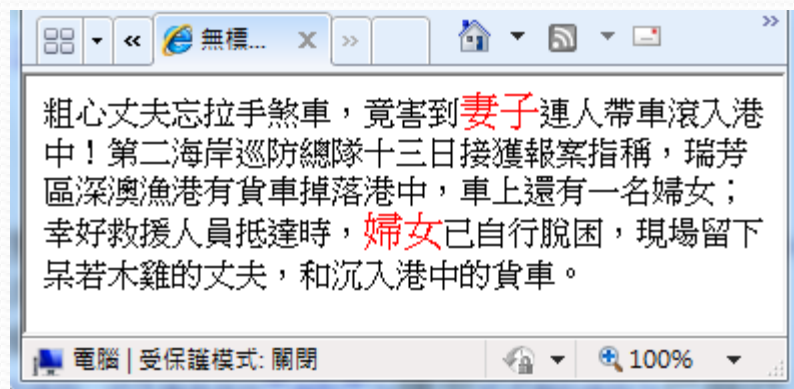 無標...
粗心丈夫忘拉手煞車，竟害到妻子連人帶車滾入港
中！第二海岸巡防總隊十三日接獲報案指稱，瑞芳
區深澳漁港有貨車掉落港中，車上還有一名婦女；
幸好救援人員抵達時，婦女已自行脫困，現場留下
呆若木雞的丈夫，和沉入港中的貨車。
電腦 | 受保護模式: 關閉 100%